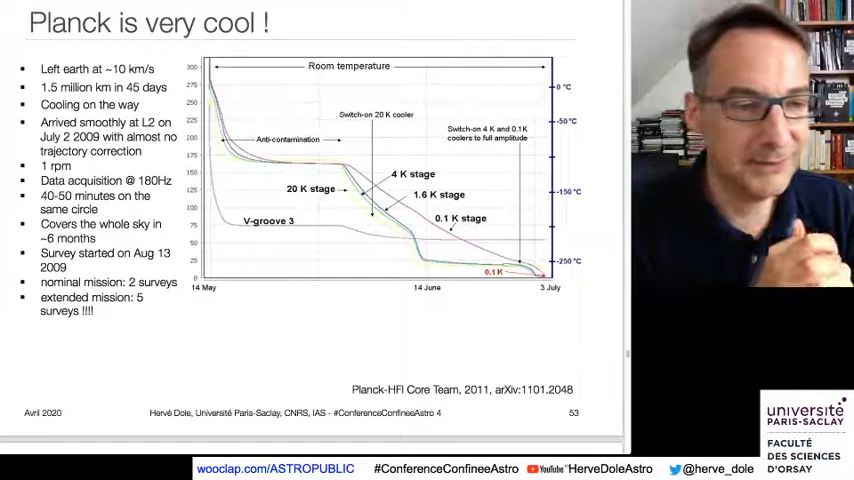 Planck is very cool !
Left earth at ~10 km/s
1.5 million km in 45 days
Cooling on the way
Arrived smoothly at L2 on
July 2 2009 with almost no
trajectory correction
1 rpm
Data acquisition @ 180Hz
40-50 minutes on the
same circle
Covers the whole sky in
~6 months
Survey started on Aug 13
2009
nominal mission: 2 surveys
extended mission: 5
surveys !!!!
Room temperature
Switch-on 20 K cooler
Switch-on 4 K and 0.1K
coolers to full amplitude
Anti-contamination
4 K stage
20 K stage
1.6 K stage
0.1 K stage
V-groove 3
0.1 K
300
275
250
225
200
175
150
125
100
75
50
25
0
0 °C
-50 °C
-150 °C
-250 °C
14 May
14 June
3 July
Planck-HFI Core Team, 2011, arXiv:1101.2048
Avril 2020
Hervé Dole, Université Paris-Saclay, CNRS, IAS - #ConferenceConfineeAstro 4
53
université
PARIS-SACLAY
FACULTÉ
DES SCIENCES
D'ORSAY
wooclap.com/ASTROPUBLIC
#ConferenceConfineeAstro
YouTube HerveDoleAstro
@herve_dole